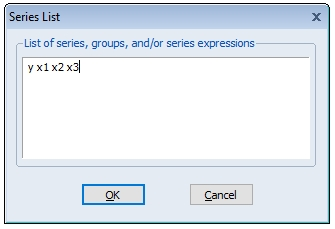 Series List
x
List of series, groups, and/or series expressions
y x1 x2 x3
OK
Cancel